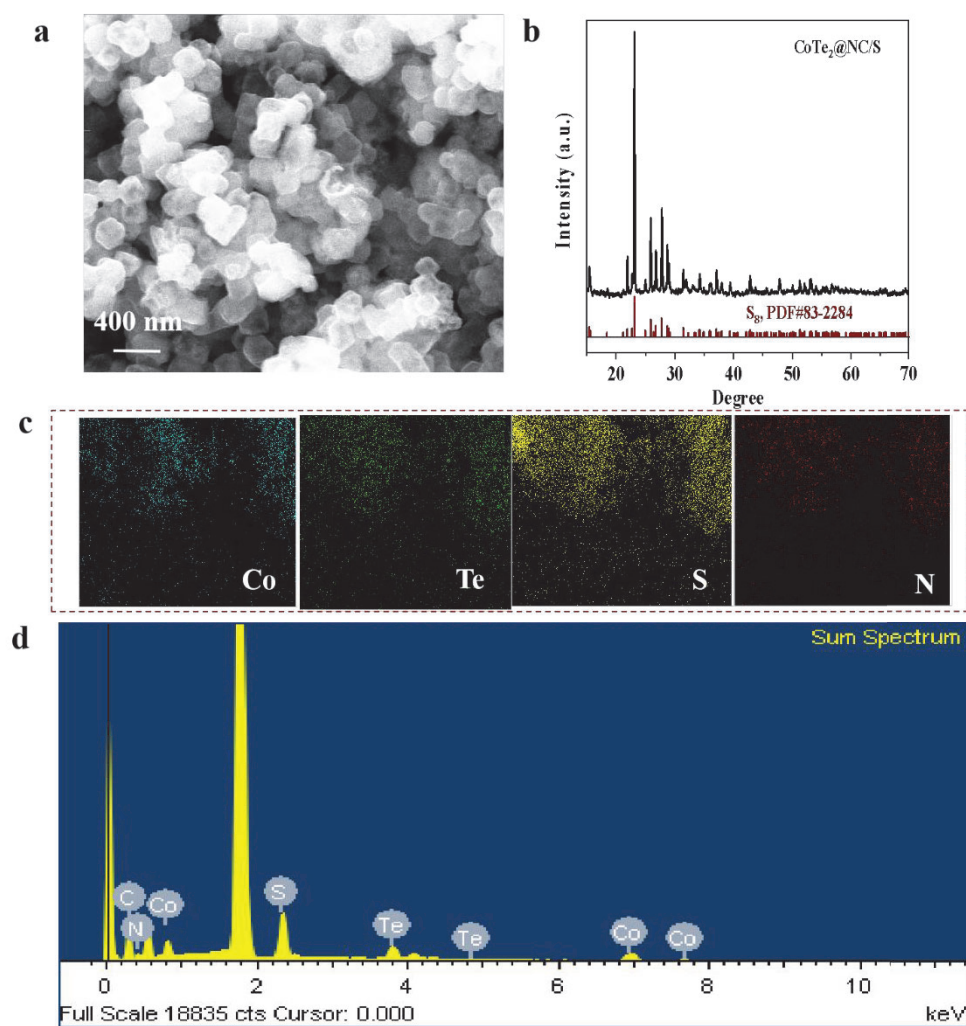 a
400 nm
b
CoTe₂@NC/S
Intensity (a.u.)
S₈, PDF#83-2284
20 30 40 50 60 70
Degree
c
Co
Te
S
N
d
Sum Spectrum
C
N
Co
S
Te
Te
Co
Co
0 2 4 6 8 10
Full Scale 18835 cts Cursor: 0.000
keV